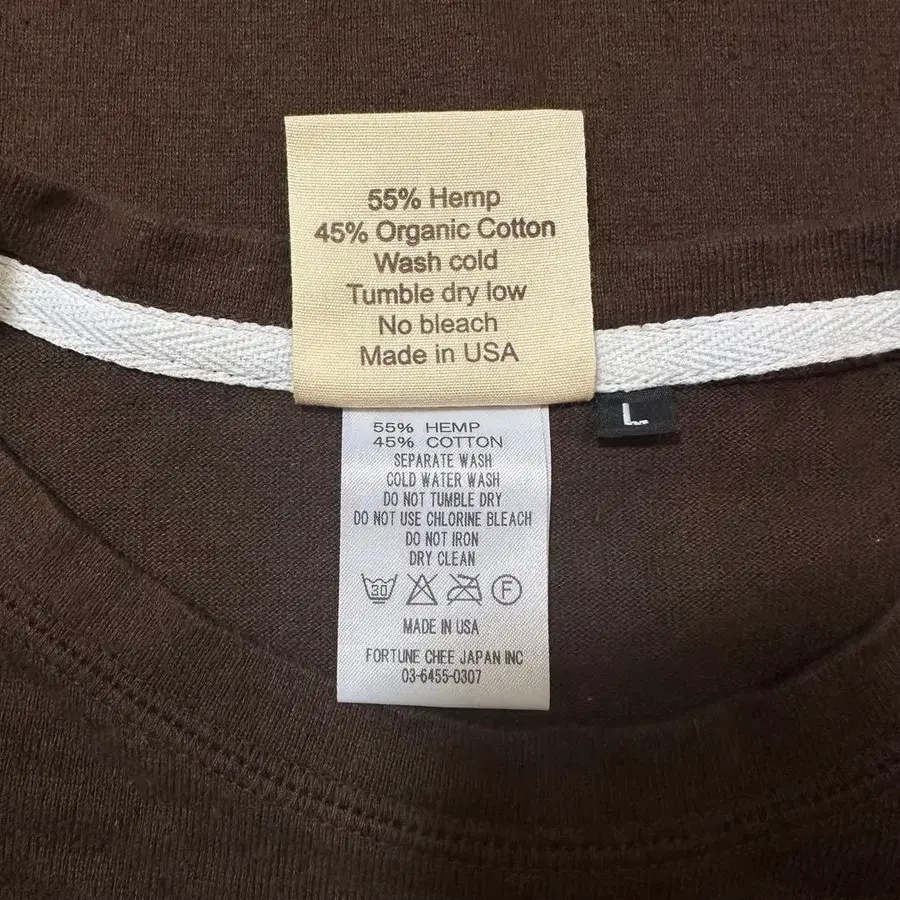 55% Hemp
45% Organic Cotton
Wash cold
Tumble dry low
No bleach
Made in USA
L
55% HEMP
45% COTTON
SEPARATE WASH
COLD WATER WASH
DO NOT TUMBLE DRY
DO NOT USE CHLORINE BLEACH
DO NOT IRON
DRY CLEAN
30 F
MADE IN USA
FORTUNE CHEE JAPAN INC
03-6455-0307